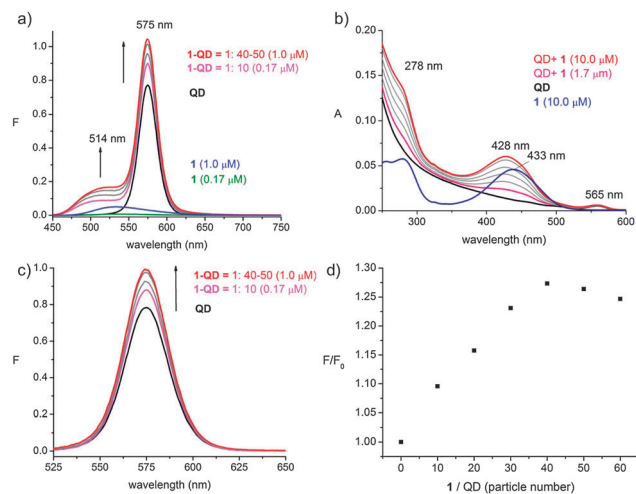 a)
575 nm
1-QD = 1: 40-50 (1.0 μM)
1-QD = 1: 10 (0.17 μM)
QD
514 nm
1 (1.0 μM)
1 (0.17 μM)
F
1.0
0.8
0.6
0.4
0.2
0.0
450 500 550 600 650 700 750
wavelength (nm)
b)
0.20
0.15
0.10
0.05
0.00
A
278 nm
QD+ 1 (10.0 μM)
QD+ 1 (1.7 μm)
QD
1 (10.0 μM)
428 nm
433 nm
565 nm
300 400 500 600
wavelength (nm)
c)
1-QD = 1: 40-50 (1.0 μM)
1-QD = 1: 10 (0.17 μM)
QD
F
1.0
0.8
0.6
0.4
0.2
0.0
525 550 575 600 625 650
wavelength (nm)
d)
1.30
1.25
1.20
1.15
1.10
1.05
1.00
F/F0
0 10 20 30 40 50 60
1 / QD (particle number)